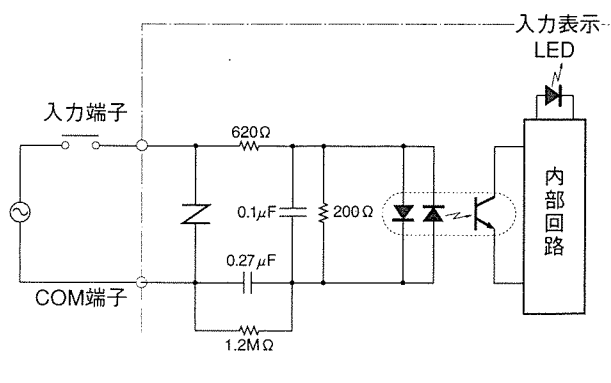 入力表示
LED
入力端子
620Ω
0.1μF
200Ω
内部回路
0.27μF
COM端子
1.2MΩ